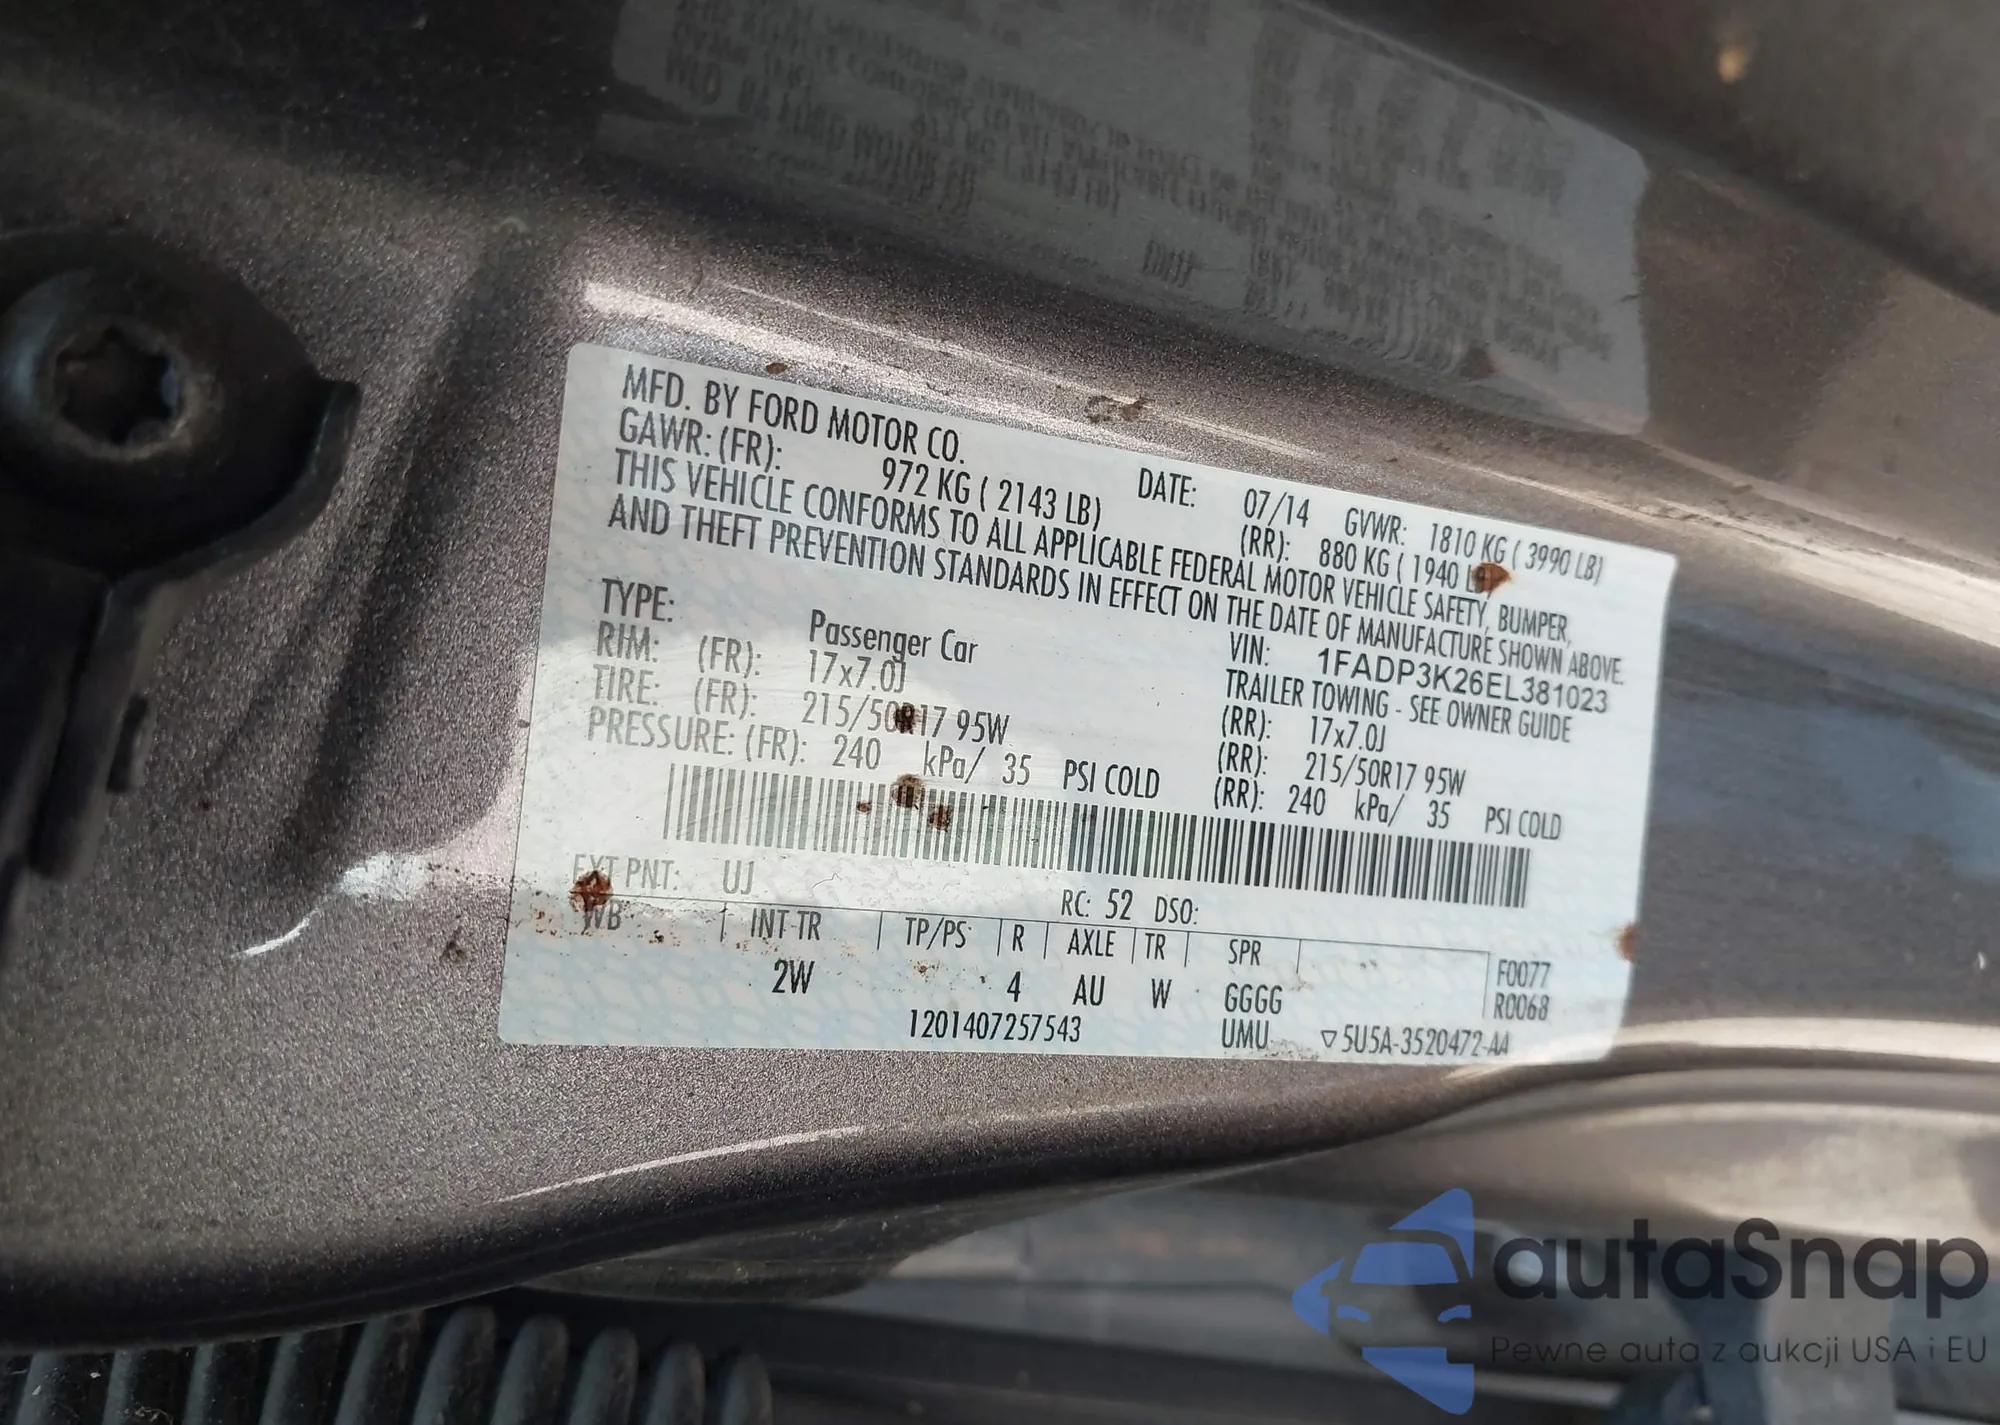 MFD. BY FORD MOTOR CO.
DATE: 07/14 GVWR: 1810 KG ( 3990 LB)
GAWR: (FR): 972 KG ( 2143 LB) (RR): 880 KG ( 1940
THIS VEHICLE CONFORMS TO ALL APPLICABLE FEDERAL MOTOR VEHICLE SAFETY, BUMPER,
AND THEFT PREVENTION STANDARDS IN EFFECT ON THE DATE OF MANUFACTURE SHOWN ABOVE.
VIN: 1FADP3K26EL381023
TYPE: Passenger Car TRAILER TOWING - SEE OWNER GUIDE
RIM: (FR): 17x7.0J (RR): 17x7.0J
TIRE: (FR): 215/50R17 95W (RR): 215/50R17 95W
PRESSURE: (FR): 240 kPa/ 35 PSI COLD (RR): 240 kPa/ 35 PSI COLD
EXT PNT: UJ RC: 52 DSO:
WB INT TR TP/PS R AXLE TR SPR F0077
2W 4 AU W GGGG R0068
1201407257543 UMU ▽5U5A-3520472-AA
autaSnap
Pewne auta z aukcji USA i EU